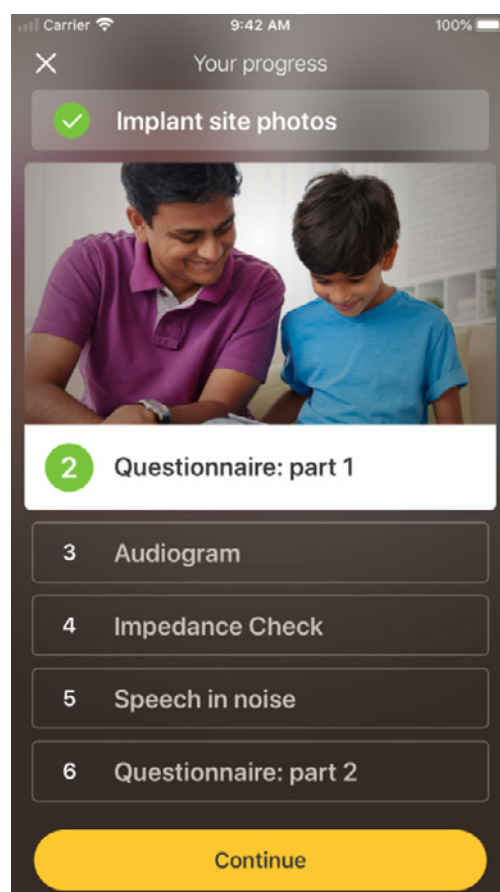 Carrier 9:42 AM 100%
Your progress
Implant site photos
2 Questionnaire: part 1
3 Audiogram
4 Impedance Check
5 Speech in noise
6 Questionnaire: part 2
Continue